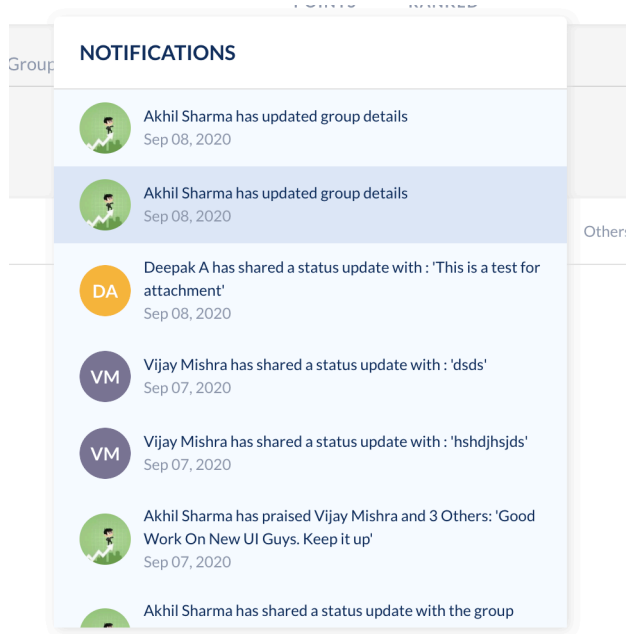 POINTS RANKED
NOTIFICATIONS
Group
Akhil Sharma has updated group details
Sep 08, 2020
Akhil Sharma has updated group details
Sep 08, 2020
Others
DA
Deepak A has shared a status update with : 'This is a test for
attachment'
Sep 08, 2020
VM
Vijay Mishra has shared a status update with : 'dsds'
Sep 07, 2020
VM
Vijay Mishra has shared a status update with : 'hshdjhsjds'
Sep 07, 2020
Akhil Sharma has praised Vijay Mishra and 3 Others: 'Good
Work On New UI Guys. Keep it up'
Sep 07, 2020
Akhil Sharma has shared a status update with the group